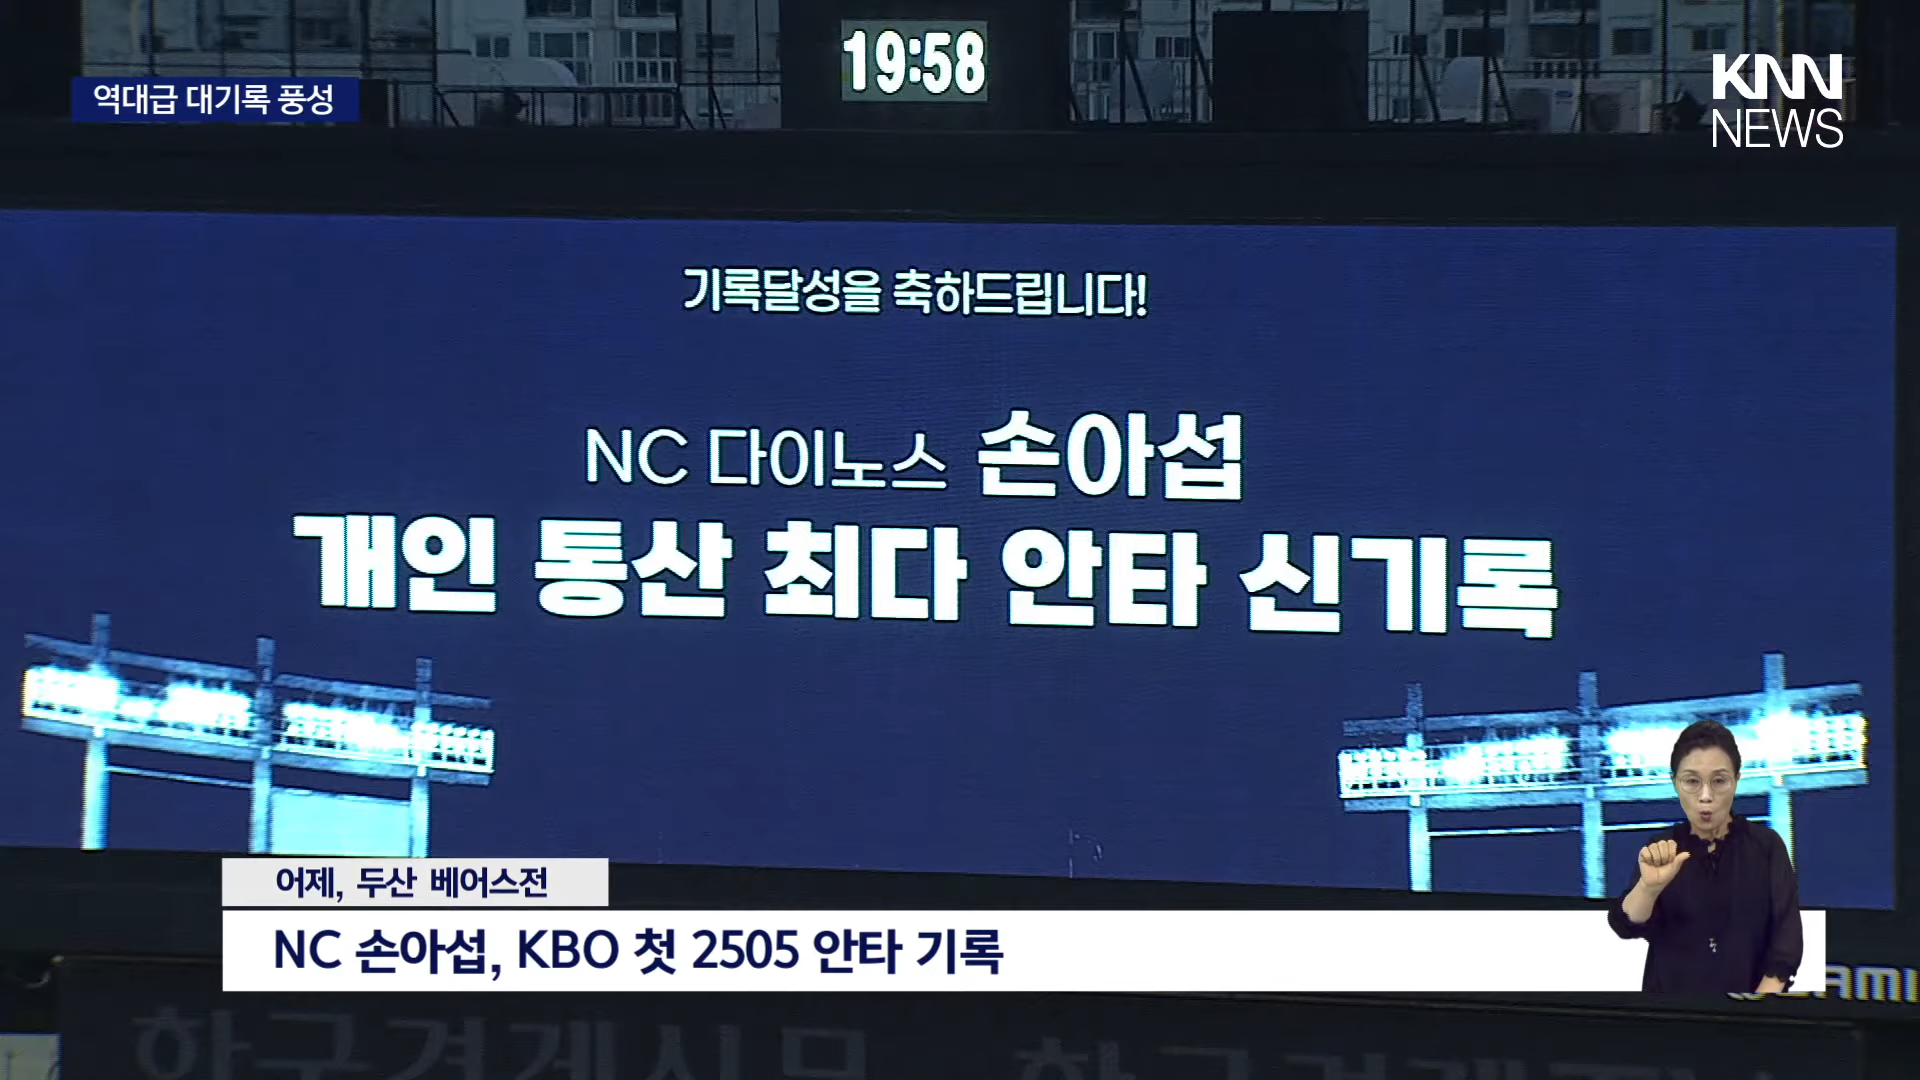 19:58
역대급 대기록 풍성
KNN
NEWS
기록달성을 축하드립니다!
NC 다이노스 손아섭
개인 통산 최다 안타 신기록
어제, 두산 베어스전
NC 손아섭, KBO 첫 2505 안타 기록